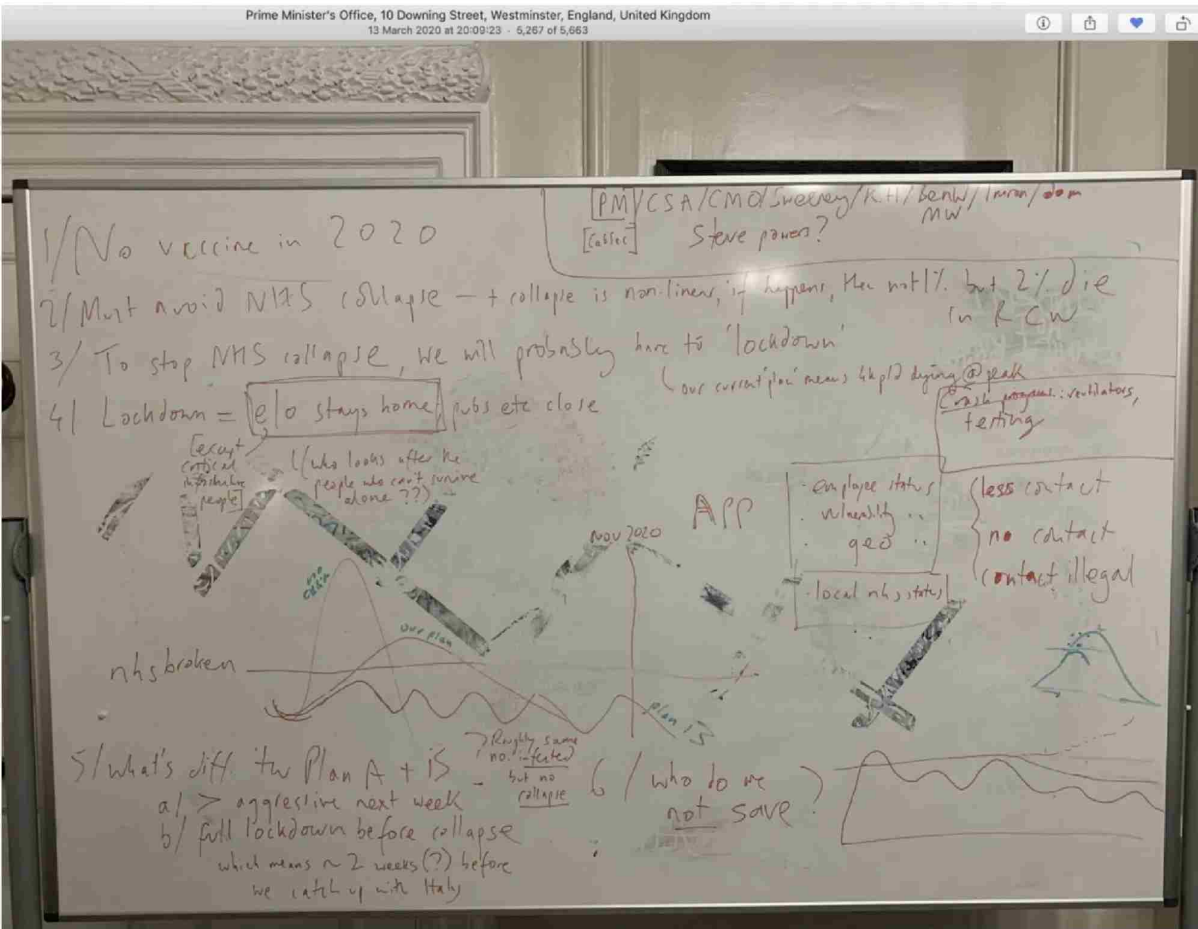 Prime Minister's Office, 10 Downing Street, Westminster, England, United Kingdom
13 March 2020 at 20:09:23 - 5,267 of 5,663
[PM]/CSA/CMO/Sweeney/R.H/BenW/Imran/dom
MW
[CabSec] Steve powers?
1/ No vaccine in 2020
2/ Must avoid NHS collapse - + collapse is non-linear, if happens, then not 1% but 2% die
in RCW
3/ To stop NHS collapse, we will probably have to 'lockdown'
our current 'plan' means 4k p/d dying @ peak
4/ Lockdown = e/o stays home, pubs etc close
Crash programs: ventilators,
testing
[except
critical
infrastructure
people]
(who looks after the
people who can't survive
alone ??)
APP
· employee status
· vulnerability ..
· geo ..
· local nhs status
less contact
no contact
contact illegal
Nov 2020
our plan
nhs broken
plan B
5/ what's diff btw Plan A + B -
a/ > aggressive next week
b/ full lockdown before collapse
which means ~ 2 weeks (?) before
we catch up with Italy
? Roughly same
no. infected
but no
collapse
6/ who do we
not save?